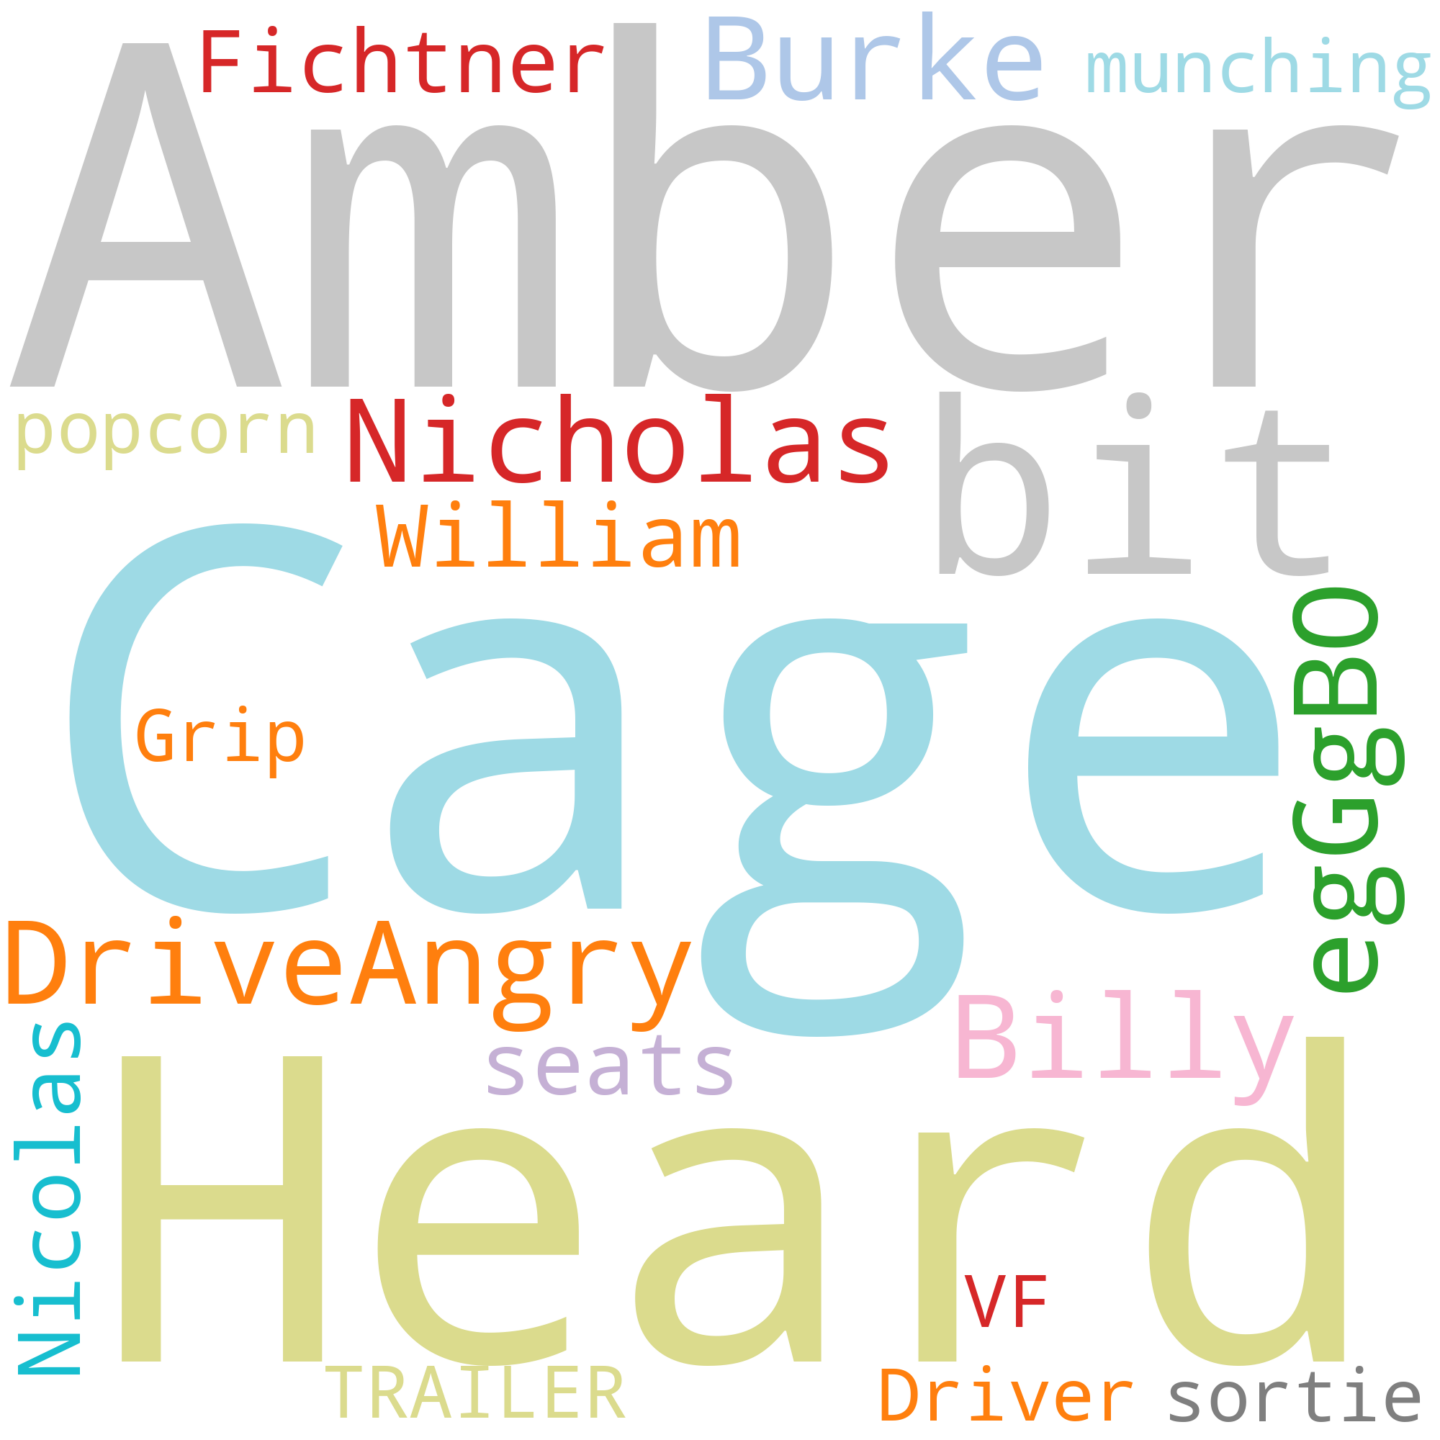 Fichtner
Burke
munching
Amber
popcorn
Nicholas
bit
William
Cage
Grip
egGgBO
DriveAngry
Billy
Nicolas
seats
Heard
VF
TRAILER
Driver
sortie